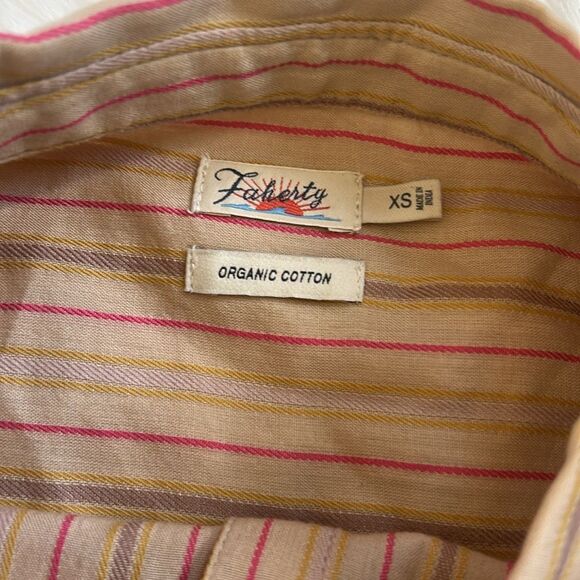 Faherty
XS
MADE IN
INDIA
ORGANIC COTTON